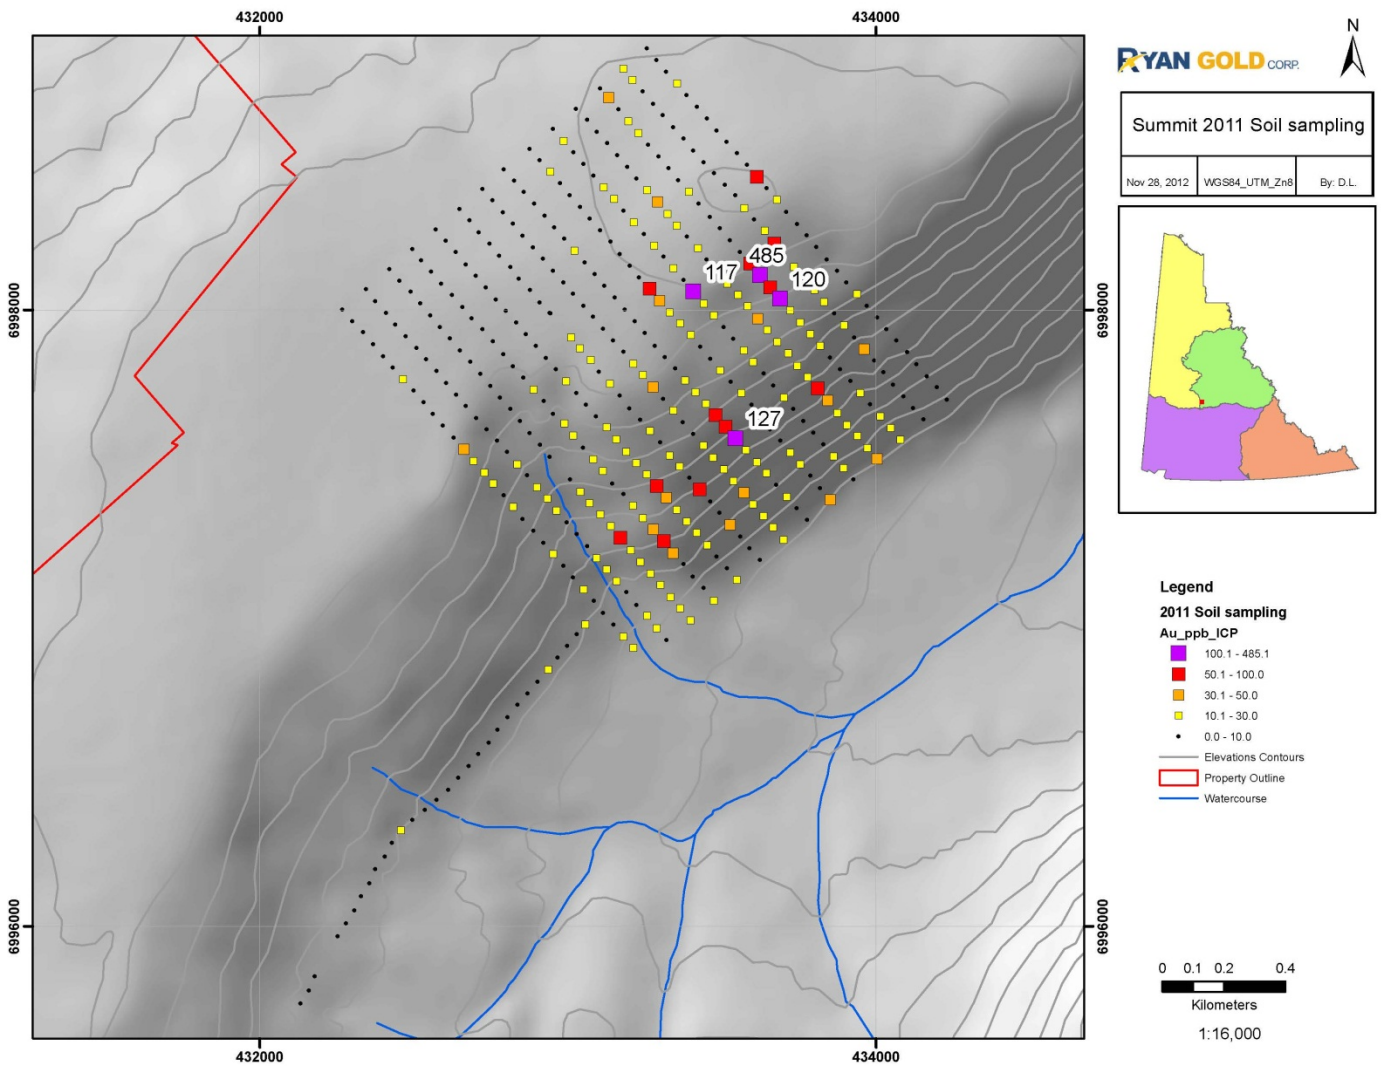 432000
434000
N
RYAN GOLD CORP.
Summit 2011 Soil sampling
Nov 28, 2012
WGS84_UTM_Zn8
By: D.L.
485
117
120
6998000
6998000
127
Legend
2011 Soil sampling
Au_ppb_ICP
100.1 - 485.1
50.1 - 100.0
30.1 - 50.0
10.1 - 30.0
0.0 - 10.0
Elevations Contours
Property Outline
Watercourse
6996000
6996000
0 0.1 0.2 0.4
Kilometers
1:16,000
432000
434000